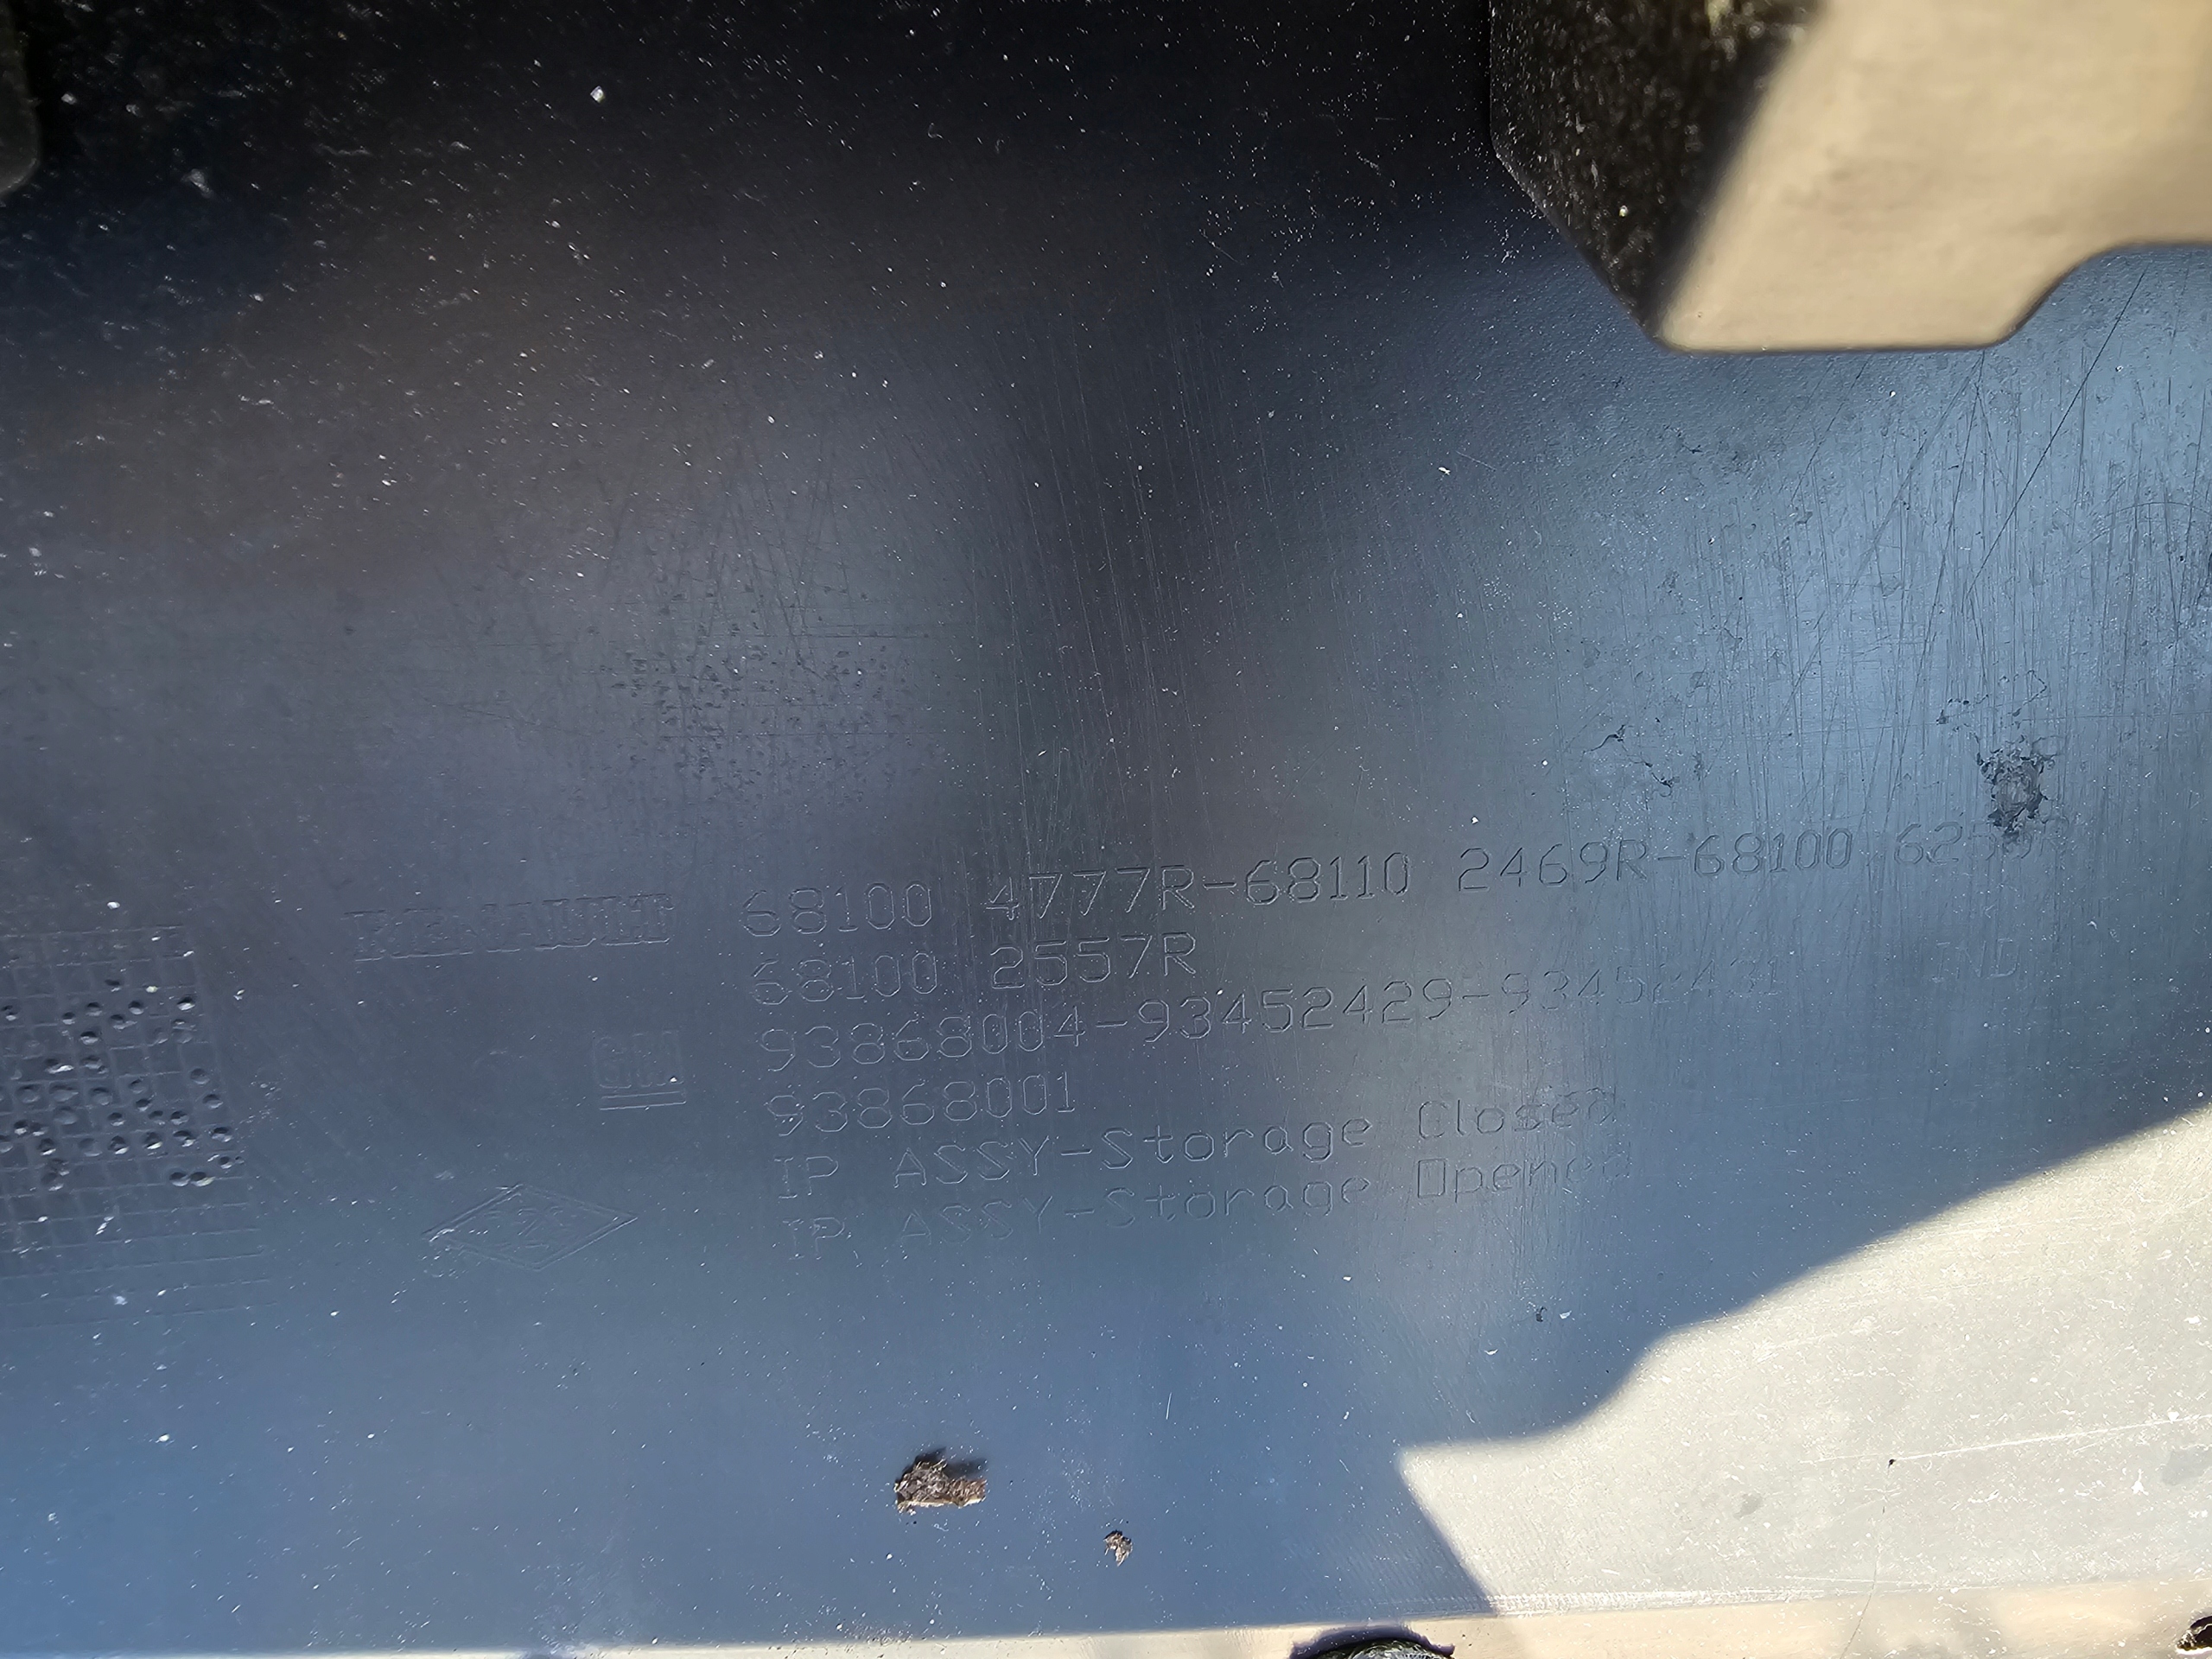 RENAULT 68100 4777R-68110 2469R-68100
68100 2557R
GM 93868004-93452429-93452431
93868001
IP ASSY-Storage Closed
IP ASSY-Storage Opened